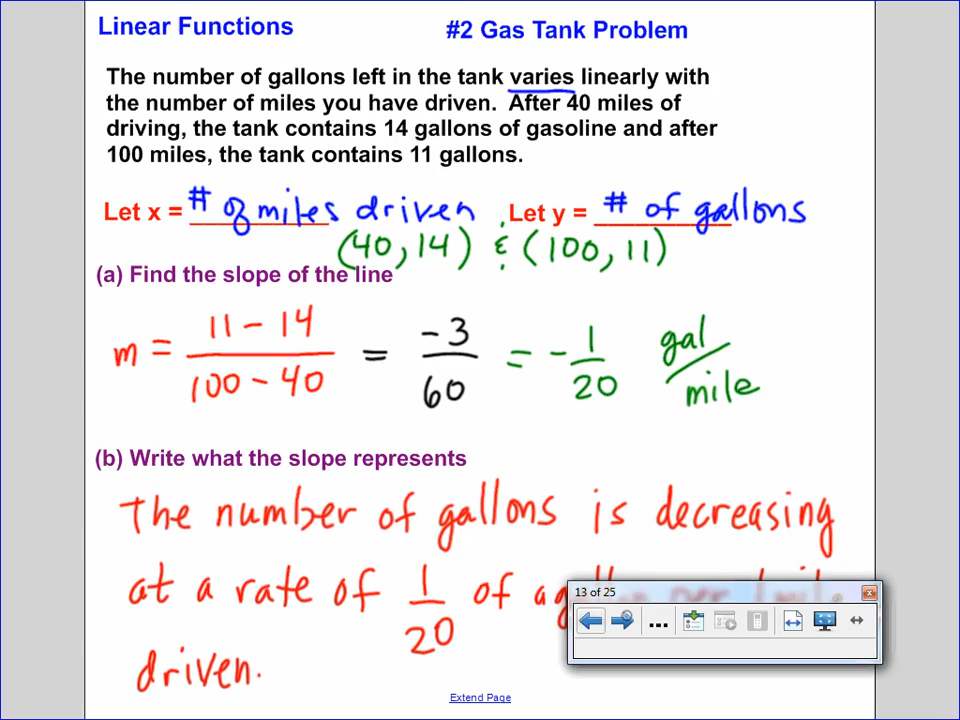 Linear Functions
#2 Gas Tank Problem
The number of gallons left in the tank varies linearly with
the number of miles you have driven. After 40 miles of
driving, the tank contains 14 gallons of gasoline and after
100 miles, the tank contains 11 gallons.
Let x = # of miles driven
Let y = # of gallons
(40, 14) & (100, 11)
(a) Find the slope of the line
m = 11 - 14 / 100 - 40 = -3 / 60 = - 1 / 20 gal / mile
(b) Write what the slope represents
The number of gallons is decreasing
at a rate of 1/20 of a
13 of 25
...
driven.
Extend Page